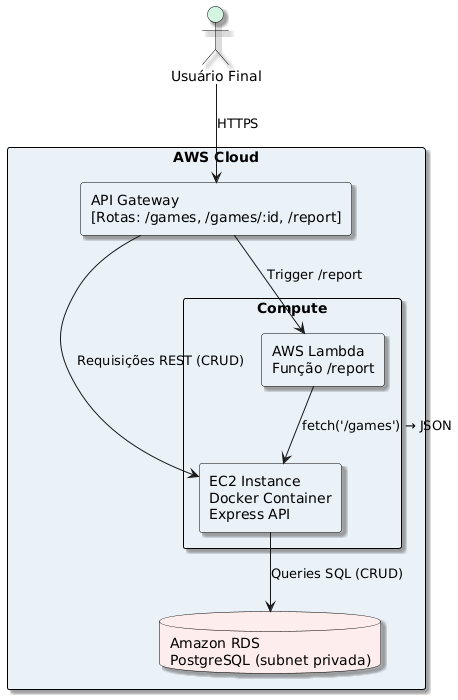 Usuário Final
HTTPS
AWS Cloud
API Gateway
[Rotas: /games, /games/:id, /report]
Trigger /report
Compute
AWS Lambda
Função /report
Requisições REST (CRUD)
fetch('/games') → JSON
EC2 Instance
Docker Container
Express API
Queries SQL (CRUD)
Amazon RDS
PostgreSQL (subnet privada)